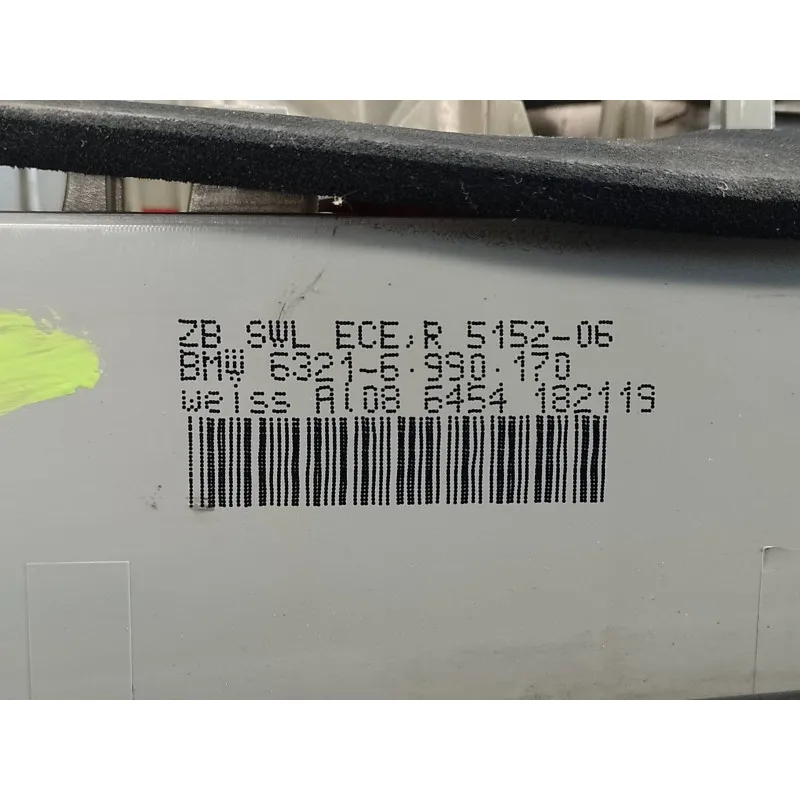 ZB SWL ECE,R 5152-06
BMW 6321-6.990.170
weiss Al08 6454 182119